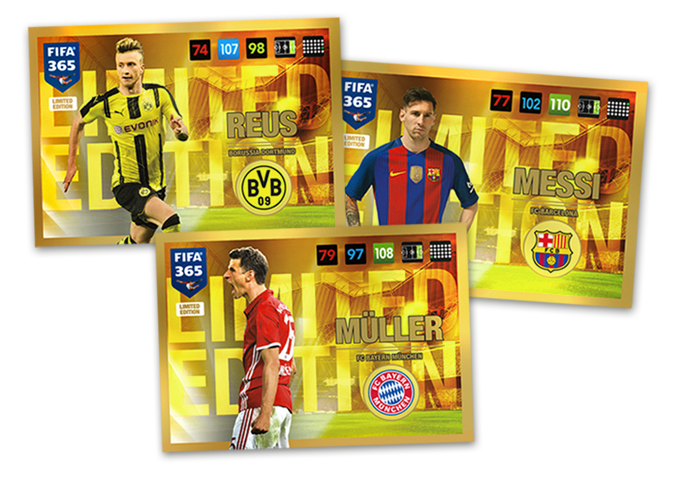 FIFA
365
LIMITED
EDITION
74 107 98
LIMITED
EDITION
REUS
BORUSSIA DORTMUND
BVB
09
EVONIK
FIFA
365
LIMITED
EDITION
77 102 110
LIMITED
EDITION
MESSI
FC BARCELONA
FCB
FIFA
365
LIMITED
EDITION
79 97 108
LIMITED
EDITION
MÜLLER
FC BAYERN MÜNCHEN
FC BAYERN
MÜNCHEN